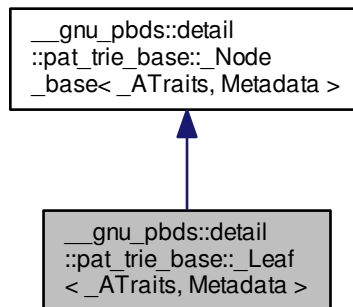 __gnu_pbds::detail
::pat_trie_base::_Node
_base< _ATraits, Metadata >
__gnu_pbds::detail
::pat_trie_base::_Leaf
< _ATraits, Metadata >